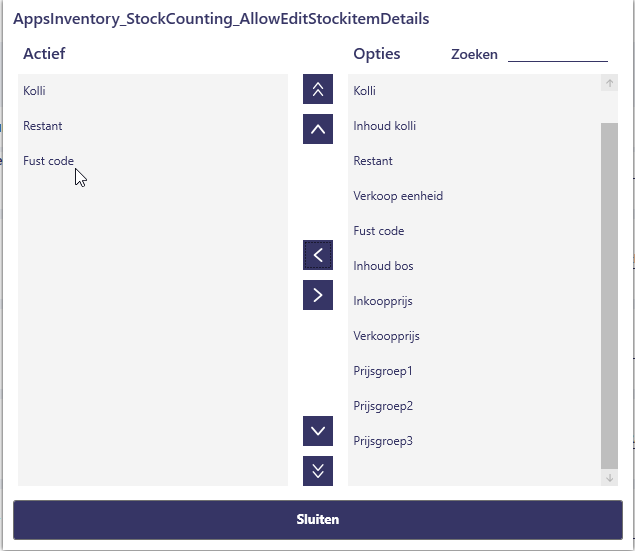 AppsInventory_StockCounting_AllowEditStockitemDetails
Actief
Opties
Zoeken
Kolli
Restant
Fust code
Kolli
Inhoud kolli
Restant
Verkoop eenheid
Fust code
Inhoud bos
Inkoopprijs
Verkoopprijs
Prijsgroep1
Prijsgroep2
Prijsgroep3
Sluiten